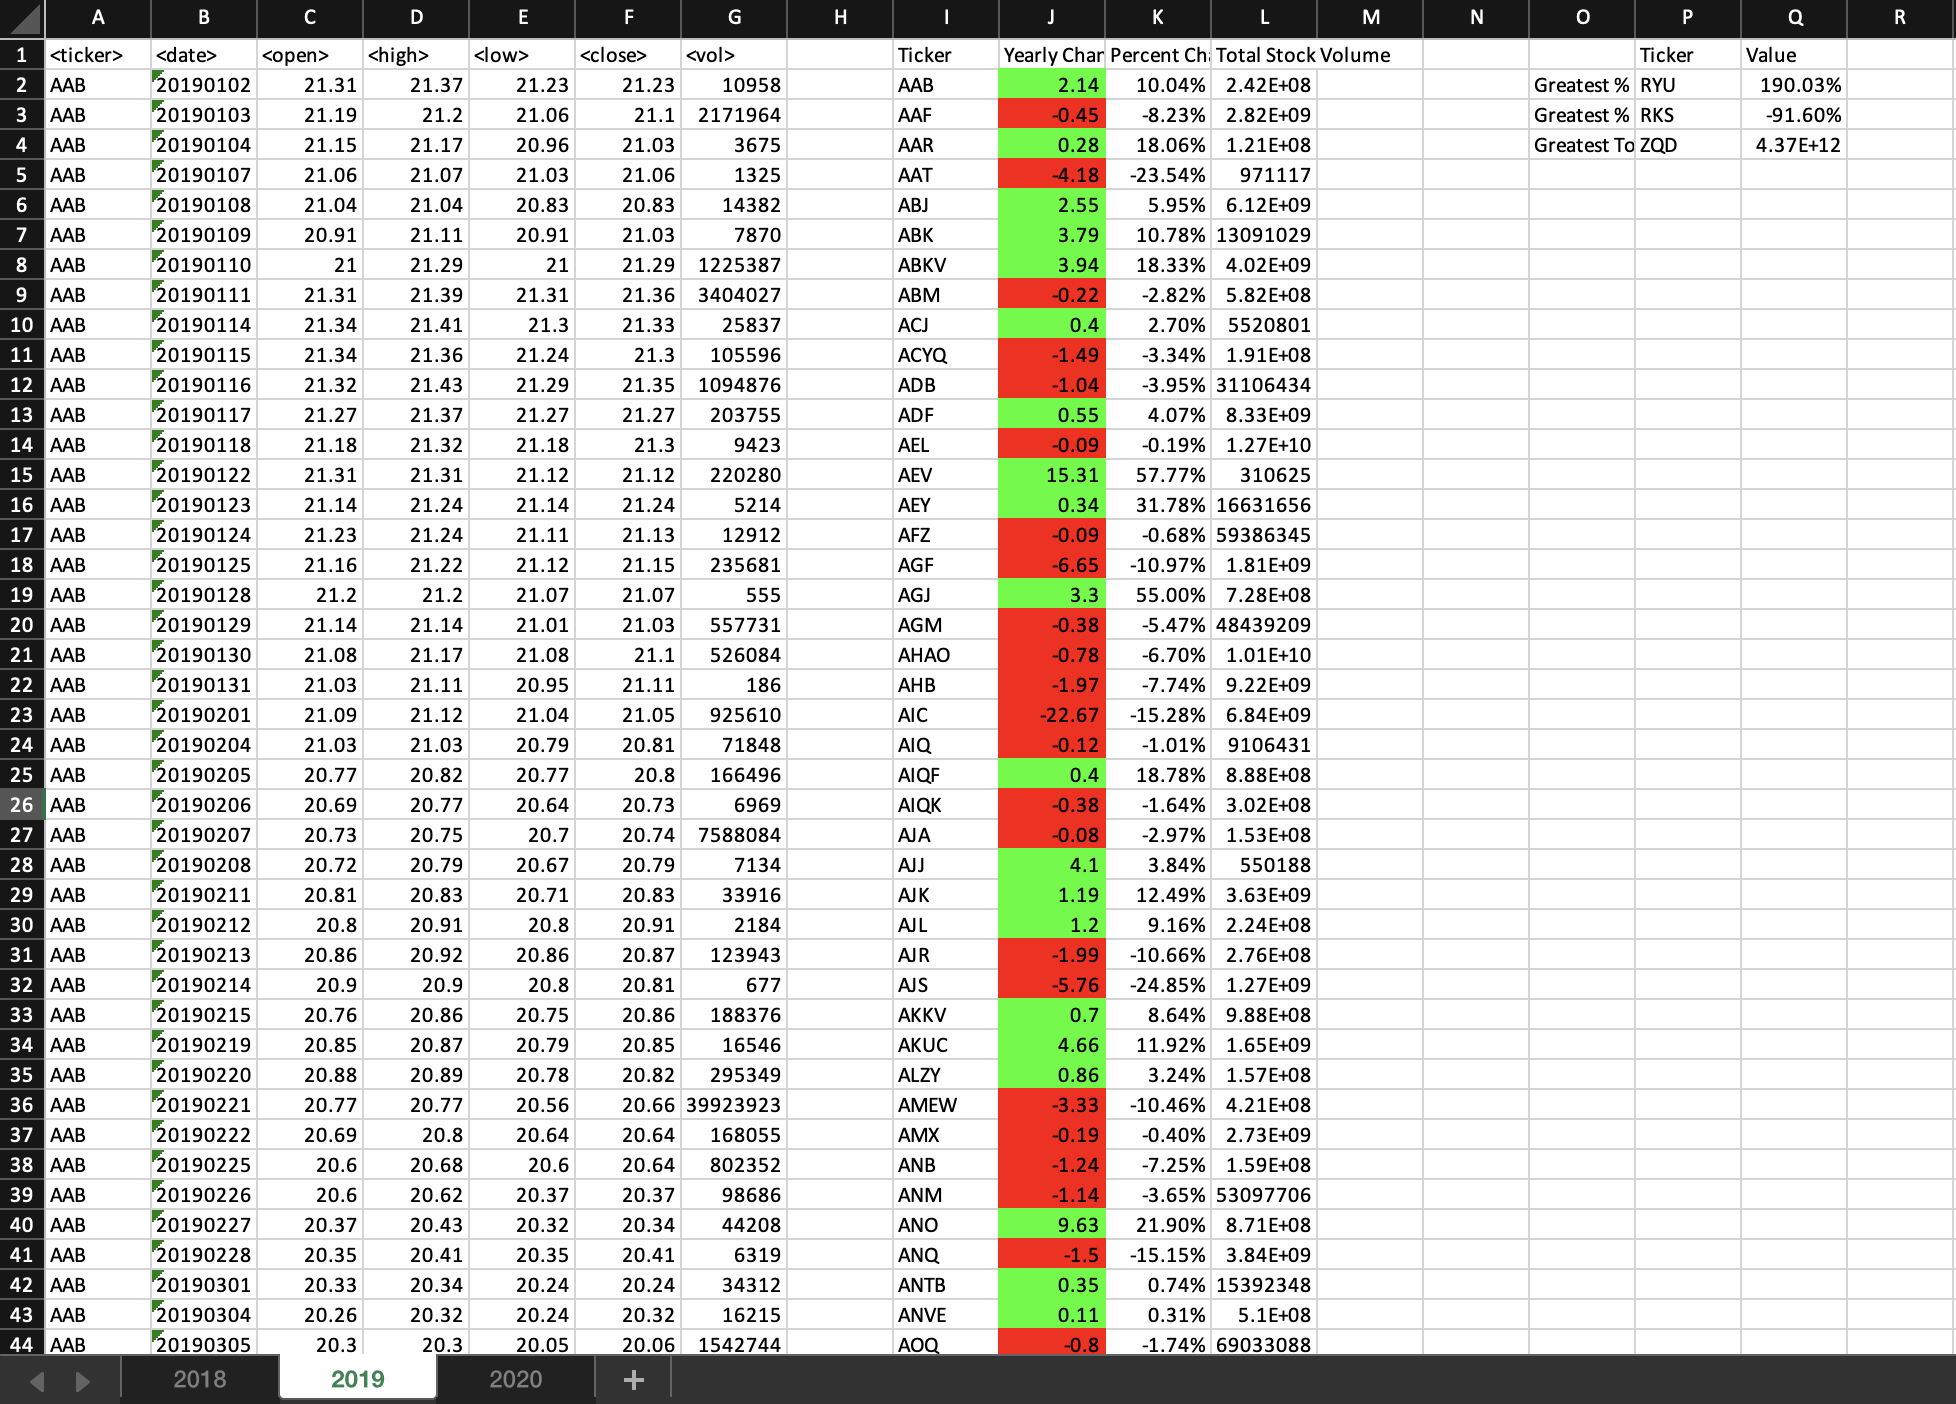 A B C D E F G H I J K L M N O P Q R
1 <ticker> <date> <open> <high> <low> <close> <vol> Ticker Yearly Char Percent Ch Total Stock Volume Ticker Value
2 AAB 20190102 21.31 21.37 21.23 21.23 10958 AAB 2.14 10.04% 2.42E+08 Greatest % RYU 190.03%
3 AAB 20190103 21.19 21.2 21.06 21.1 2171964 AAF -0.45 -8.23% 2.82E+09 Greatest % RKS -91.60%
4 AAB 20190104 21.15 21.17 20.96 21.03 3675 AAR 0.28 18.06% 1.21E+08 Greatest To ZQD 4.37E+12
5 AAB 20190107 21.06 21.07 21.03 21.06 1325 AAT -4.18 -23.54% 971117
6 AAB 20190108 21.04 21.04 20.83 20.83 14382 ABJ 2.55 5.95% 6.12E+09
7 AAB 20190109 20.91 21.11 20.91 21.03 7870 ABK 3.79 10.78% 13091029
8 AAB 20190110 21 21.29 21 21.29 1225387 ABKV 3.94 18.33% 4.02E+09
9 AAB 20190111 21.31 21.39 21.31 21.36 3404027 ABM -0.22 -2.82% 5.82E+08
10 AAB 20190114 21.34 21.41 21.3 21.33 25837 ACJ 0.4 2.70% 5520801
11 AAB 20190115 21.34 21.36 21.24 21.3 105596 ACYQ -1.49 -3.34% 1.91E+08
12 AAB 20190116 21.32 21.43 21.29 21.35 1094876 ADB -1.04 -3.95% 31106434
13 AAB 20190117 21.27 21.37 21.27 21.27 203755 ADF 0.55 4.07% 8.33E+09
14 AAB 20190118 21.18 21.32 21.18 21.3 9423 AEL -0.09 -0.19% 1.27E+10
15 AAB 20190122 21.31 21.31 21.12 21.12 220280 AEV 15.31 57.77% 310625
16 AAB 20190123 21.14 21.24 21.14 21.24 5214 AEY 0.34 31.78% 16631656
17 AAB 20190124 21.23 21.24 21.11 21.13 12912 AFZ -0.09 -0.68% 59386345
18 AAB 20190125 21.16 21.22 21.12 21.15 235681 AGF -6.65 -10.97% 1.81E+09
19 AAB 20190128 21.2 21.2 21.07 21.07 555 AGJ 3.3 55.00% 7.28E+08
20 AAB 20190129 21.14 21.14 21.01 21.03 557731 AGM -0.38 -5.47% 48439209
21 AAB 20190130 21.08 21.17 21.08 21.1 526084 AHAO -0.78 -6.70% 1.01E+10
22 AAB 20190131 21.03 21.11 20.95 21.11 186 AHB -1.97 -7.74% 9.22E+09
23 AAB 20190201 21.09 21.12 21.04 21.05 925610 AIC -22.67 -15.28% 6.84E+09
24 AAB 20190204 21.03 21.03 20.79 20.81 71848 AIQ -0.12 -1.01% 9106431
25 AAB 20190205 20.77 20.82 20.77 20.8 166496 AIQF 0.4 18.78% 8.88E+08
26 AAB 20190206 20.69 20.77 20.64 20.73 6969 AIQK -0.38 -1.64% 3.02E+08
27 AAB 20190207 20.73 20.75 20.7 20.74 7588084 AJA -0.08 -2.97% 1.53E+08
28 AAB 20190208 20.72 20.79 20.67 20.79 7134 AJJ 4.1 3.84% 550188
29 AAB 20190211 20.81 20.83 20.71 20.83 33916 AJK 1.19 12.49% 3.63E+09
30 AAB 20190212 20.8 20.91 20.8 20.91 2184 AJL 1.2 9.16% 2.24E+08
31 AAB 20190213 20.86 20.92 20.86 20.87 123943 AJR -1.99 -10.66% 2.76E+08
32 AAB 20190214 20.9 20.9 20.8 20.81 677 AJS -5.76 -24.85% 1.27E+09
33 AAB 20190215 20.76 20.86 20.75 20.86 188376 AKKV 0.7 8.64% 9.88E+08
34 AAB 20190219 20.85 20.87 20.79 20.85 16546 AKUC 4.66 11.92% 1.65E+09
35 AAB 20190220 20.88 20.89 20.78 20.82 295349 ALZY 0.86 3.24% 1.57E+08
36 AAB 20190221 20.77 20.77 20.56 20.66 39923923 AMEW -3.33 -10.46% 4.21E+08
37 AAB 20190222 20.69 20.8 20.64 20.64 168055 AMX -0.19 -0.40% 2.73E+09
38 AAB 20190225 20.6 20.68 20.6 20.64 802352 ANB -1.24 -7.25% 1.59E+08
39 AAB 20190226 20.6 20.62 20.37 20.37 98686 ANM -1.14 -3.65% 53097706
40 AAB 20190227 20.37 20.43 20.32 20.34 44208 ANO 9.63 21.90% 8.71E+08
41 AAB 20190228 20.35 20.41 20.35 20.41 6319 ANQ -1.5 -15.15% 3.84E+09
42 AAB 20190301 20.33 20.34 20.24 20.24 34312 ANTB 0.35 0.74% 15392348
43 AAB 20190304 20.26 20.32 20.24 20.32 16215 ANVE 0.11 0.31% 5.1E+08
44 AAB 20190305 20.3 20.3 20.05 20.06 1542744 AOQ -0.8 -1.74% 69033088
2018 2019 2020 +